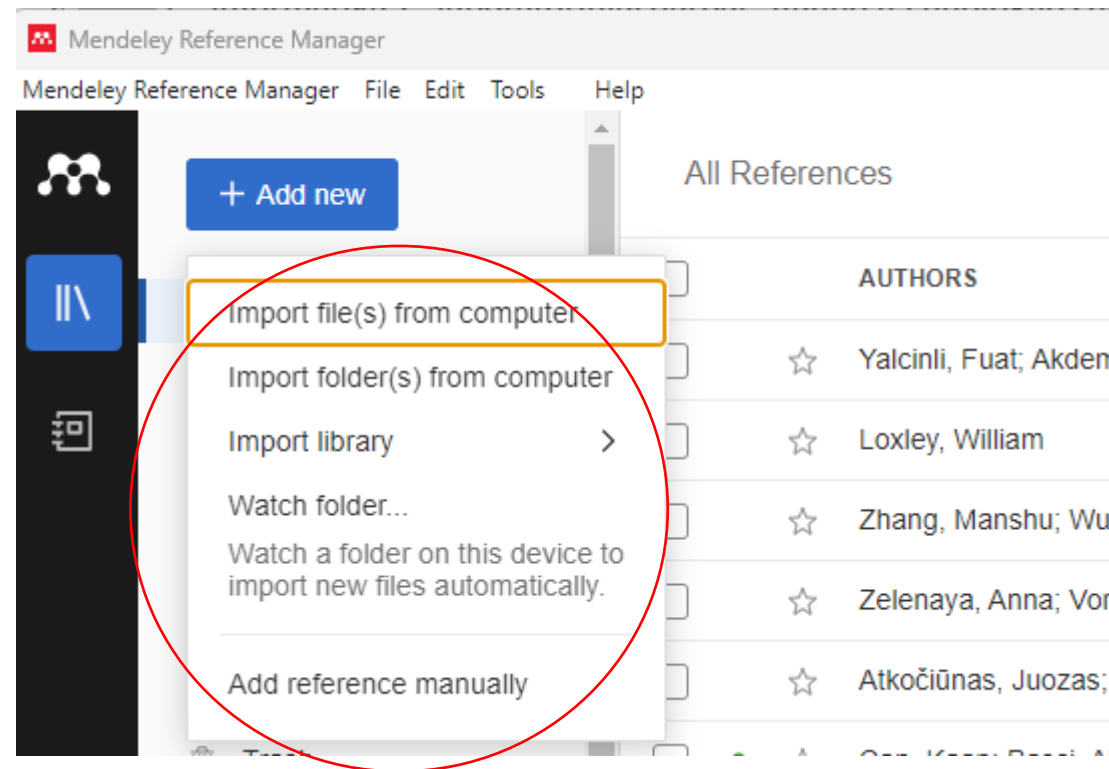 Mendeley Reference Manager
Mendeley Reference Manager File Edit Tools Help
+ Add new
All References
AUTHORS
Import file(s) from computer
Import folder(s) from computer
Import library
Watch folder...
Watch a folder on this device to
import new files automatically.
Add reference manually
Yalcinli, Fuat;
Loxley, William
Zhang, Manshu; Wu
Zelenaya, Anna;
Atkočiūnas, Juozas;